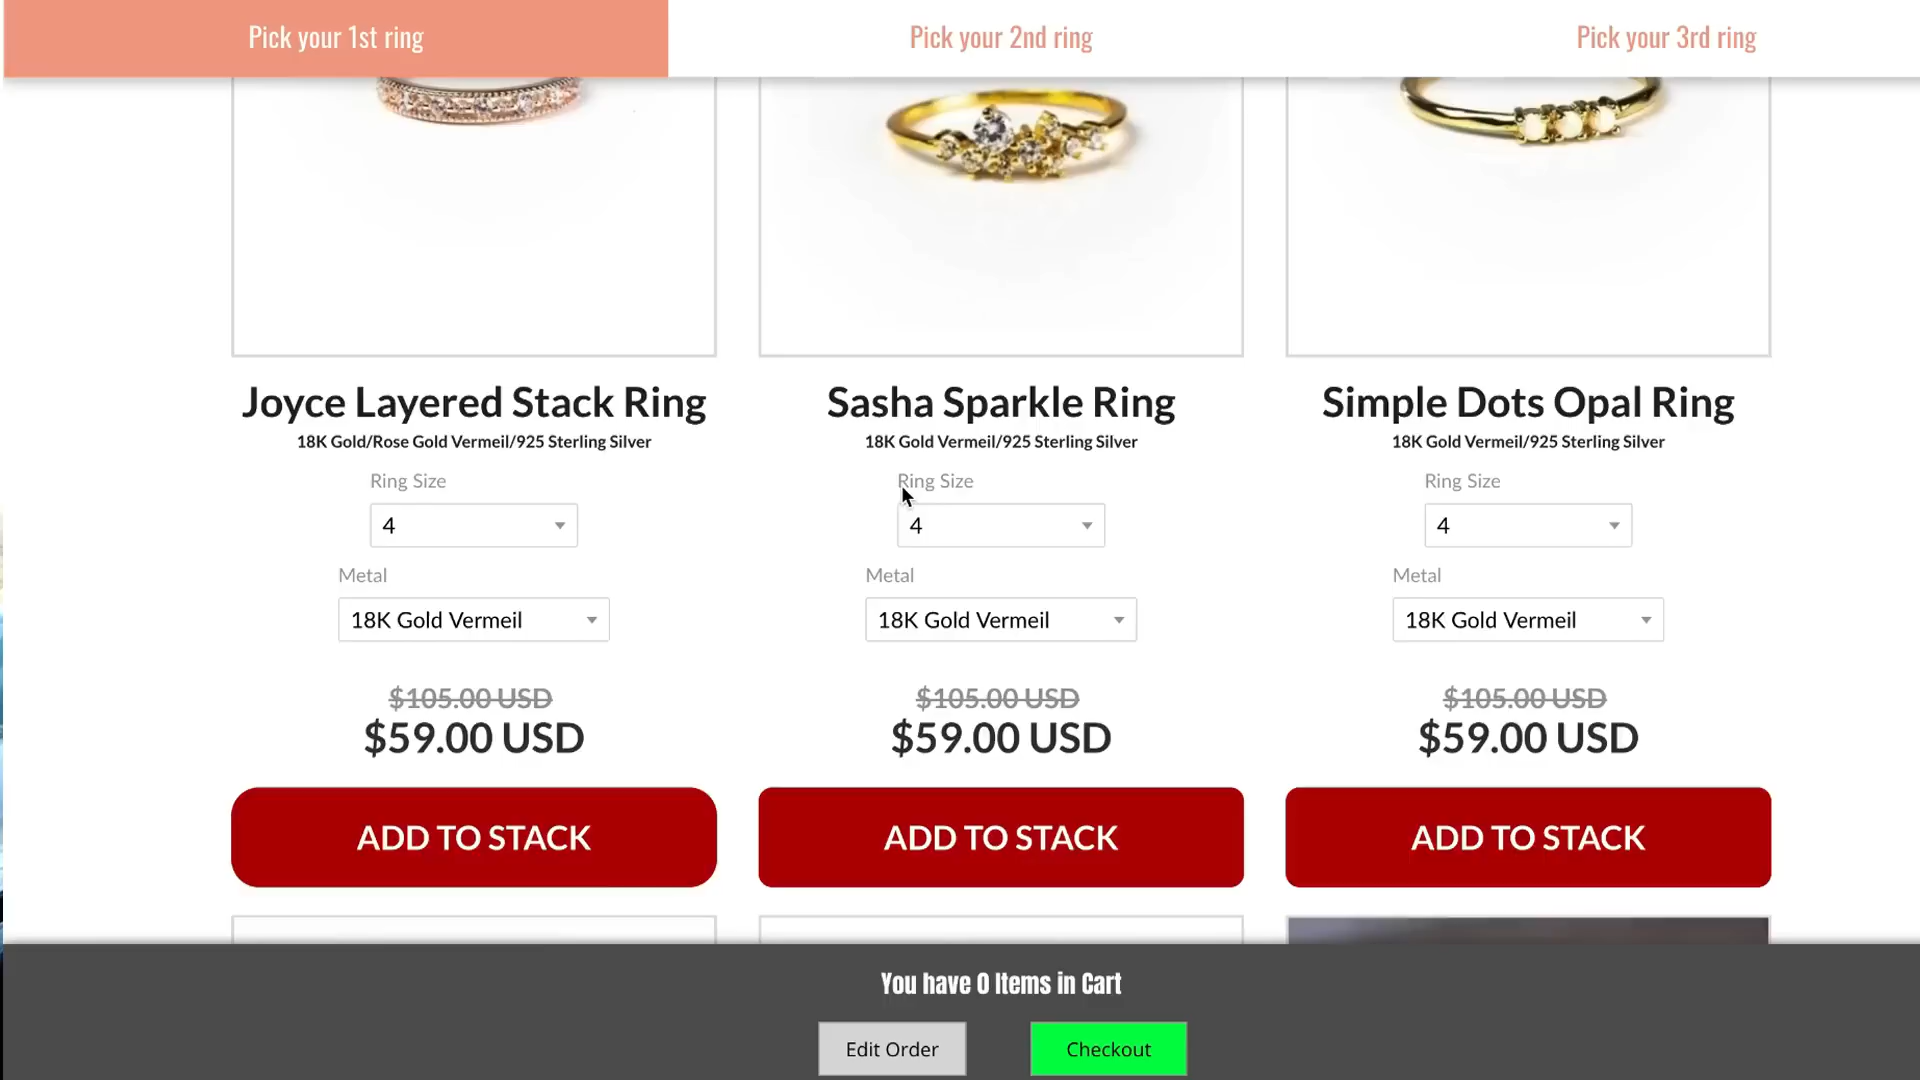 Pick your 1st ring
Pick your 2nd ring
Pick your 3rd ring
Joyce Layered Stack Ring
18K Gold/Rose Gold Vermeil/925 Sterling Silver
Ring Size
4
Metal
18K Gold Vermeil
$105.00 USD
$59.00 USD
ADD TO STACK
Sasha Sparkle Ring
18K Gold Vermeil/925 Sterling Silver
Ring Size
4
Metal
18K Gold Vermeil
$105.00 USD
$59.00 USD
ADD TO STACK
Simple Dots Opal Ring
18K Gold Vermeil/925 Sterling Silver
Ring Size
4
Metal
18K Gold Vermeil
$105.00 USD
$59.00 USD
ADD TO STACK
You have 0 Items in Cart
Edit Order
Checkout